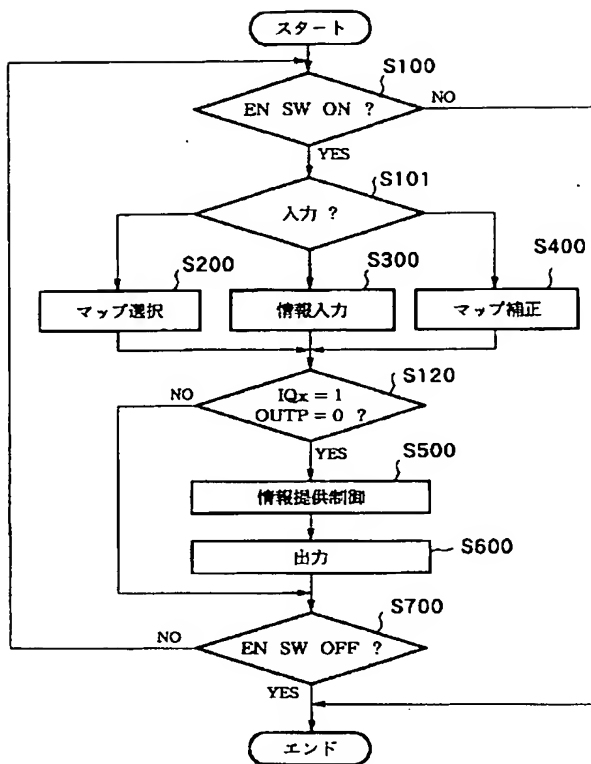 スタート
S100
EN SW ON ?
NO
YES
S101
入力 ?
S200
S300
S400
マップ選択
情報入力
マップ補正
S120
NO
IQx = 1
OUTP = 0 ?
YES
S500
情報提供制御
S600
出力
S700
NO
EN SW OFF ?
YES
エンド